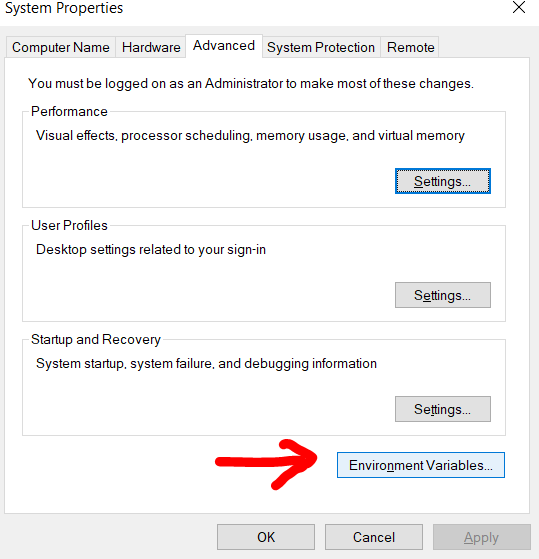 System Properties
Computer Name Hardware Advanced System Protection Remote
You must be logged on as an Administrator to make most of these changes.
Performance
Visual effects, processor scheduling, memory usage, and virtual memory
Settings...
User Profiles
Desktop settings related to your sign-in
Settings...
Startup and Recovery
System startup, system failure, and debugging information
Settings...
Environment Variables...
OK Cancel Apply